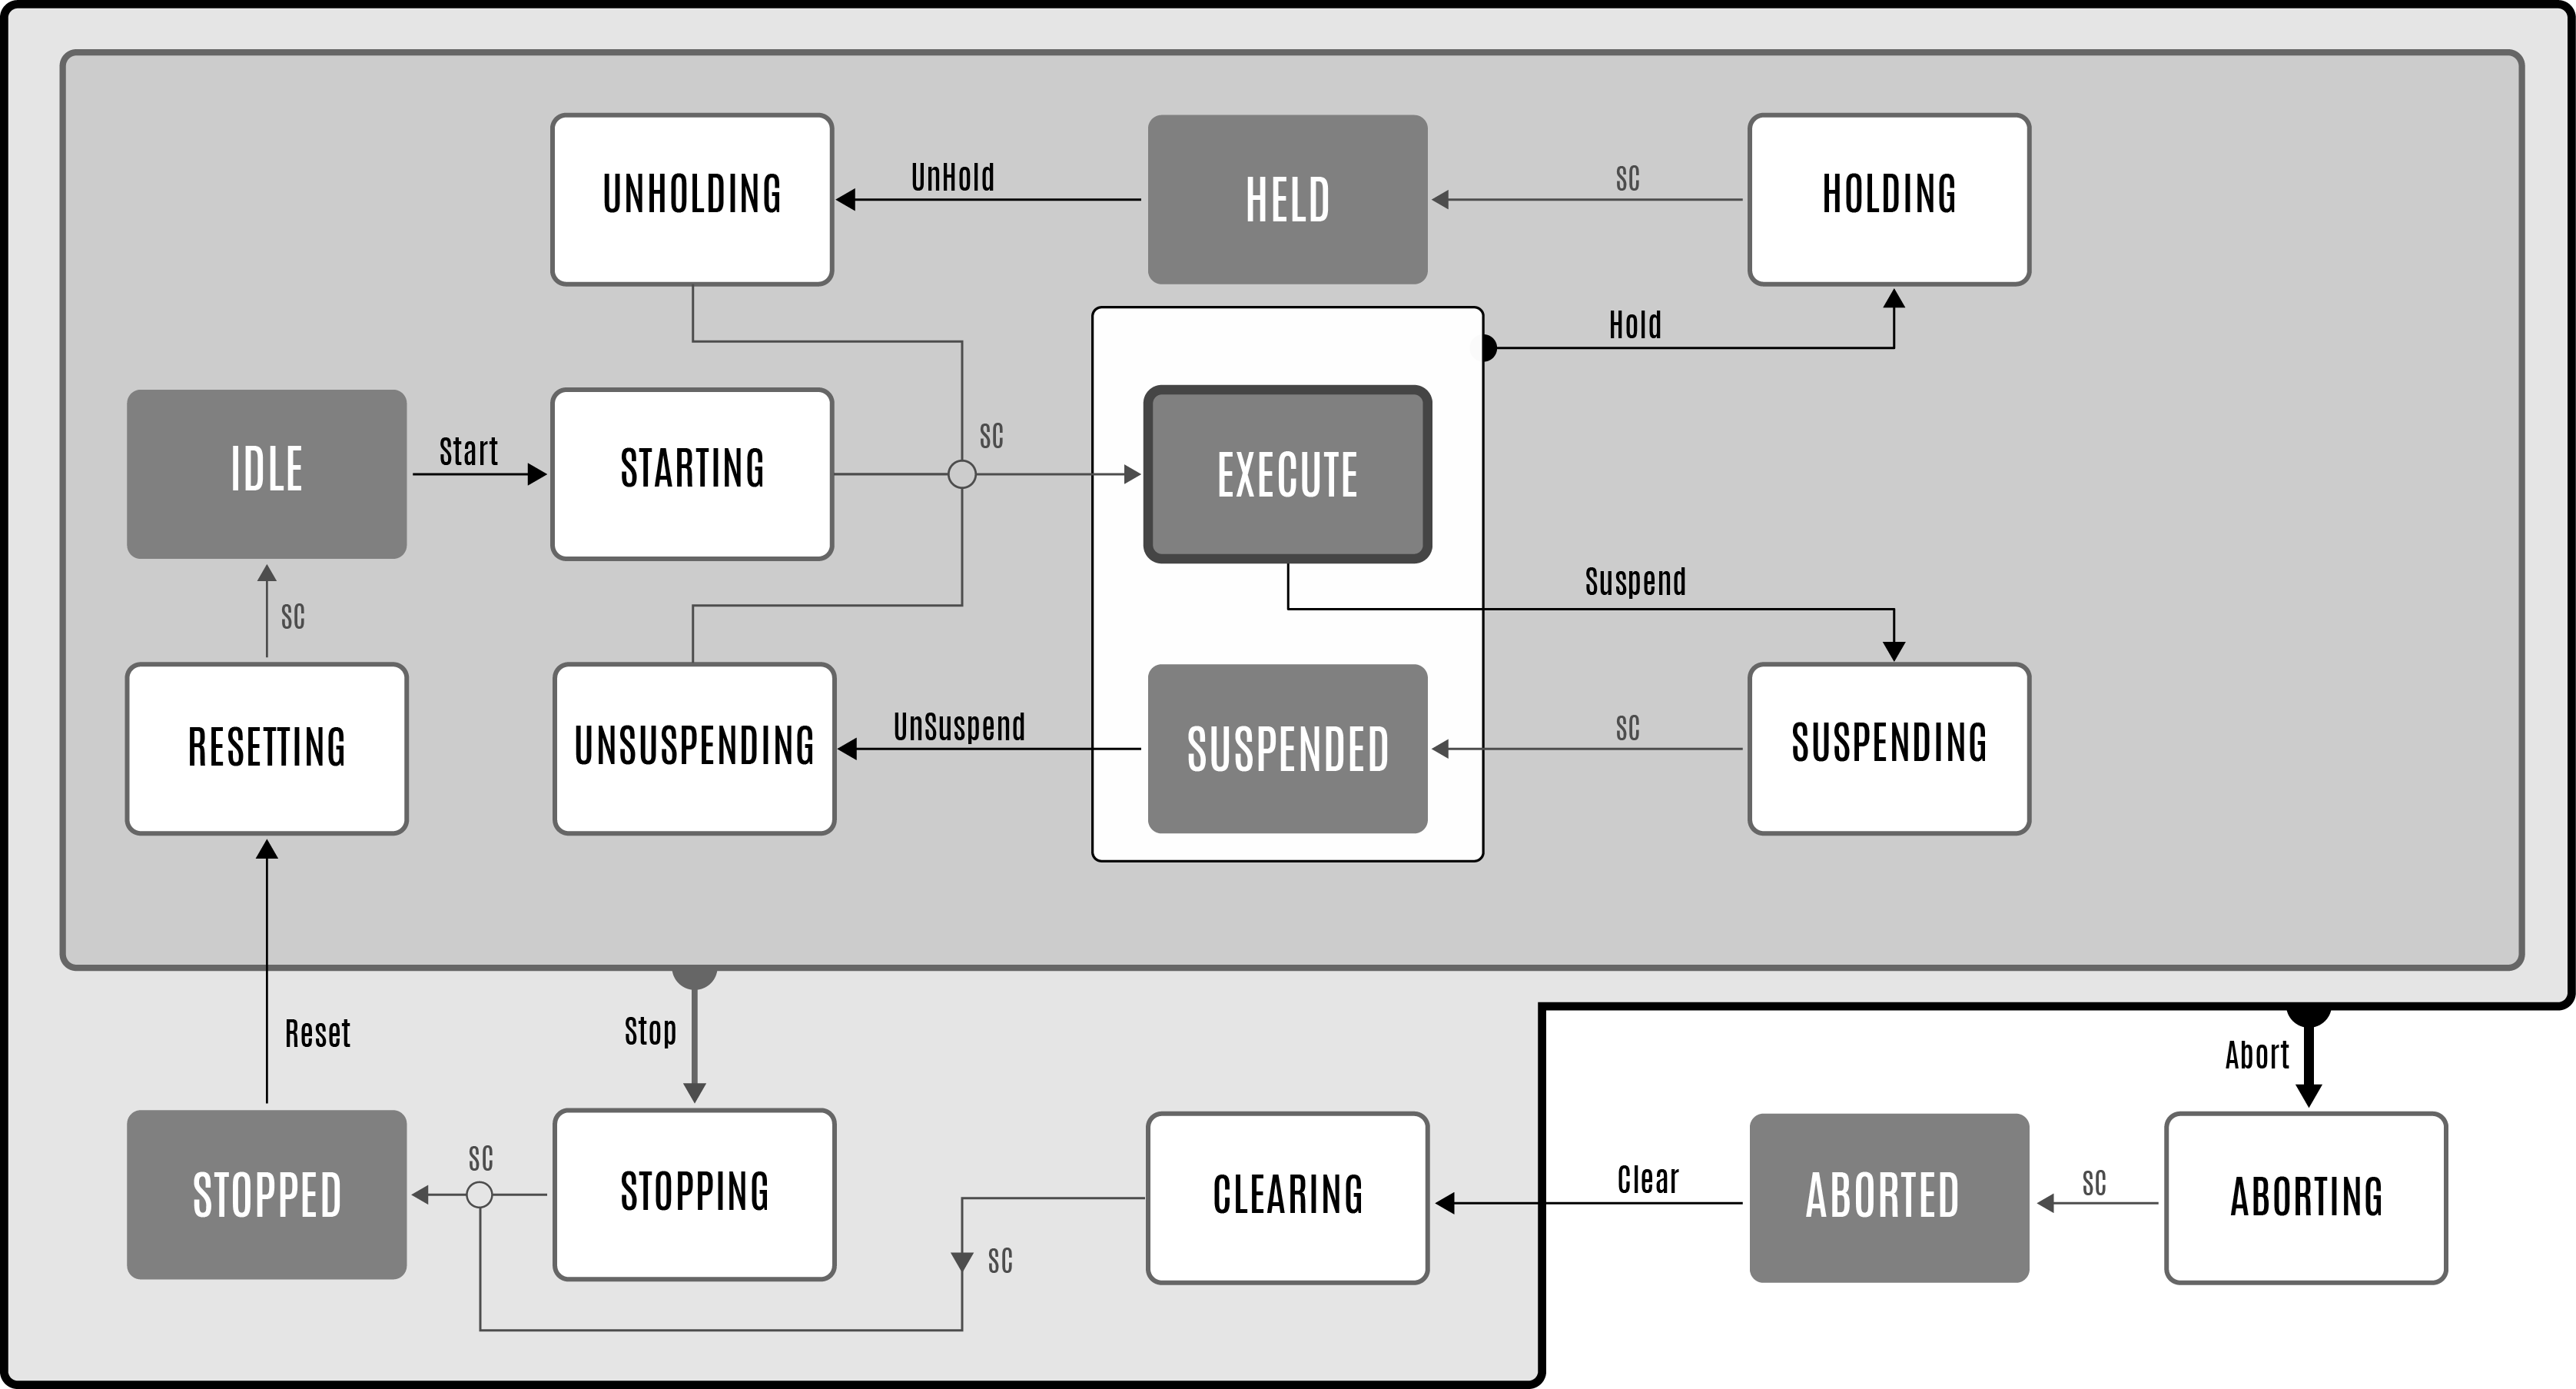 UNHOLDING
UnHold
HELD
SC
HOLDING
Hold
IDLE
Start
STARTING
SC
EXECUTE
Suspend
SC
RESETTING
UNSUSPENDING
UnSuspend
SUSPENDED
SC
SUSPENDING
Reset
Stop
Abort
STOPPED
SC
STOPPING
CLEARING
SC
Clear
ABORTED
SC
ABORTING